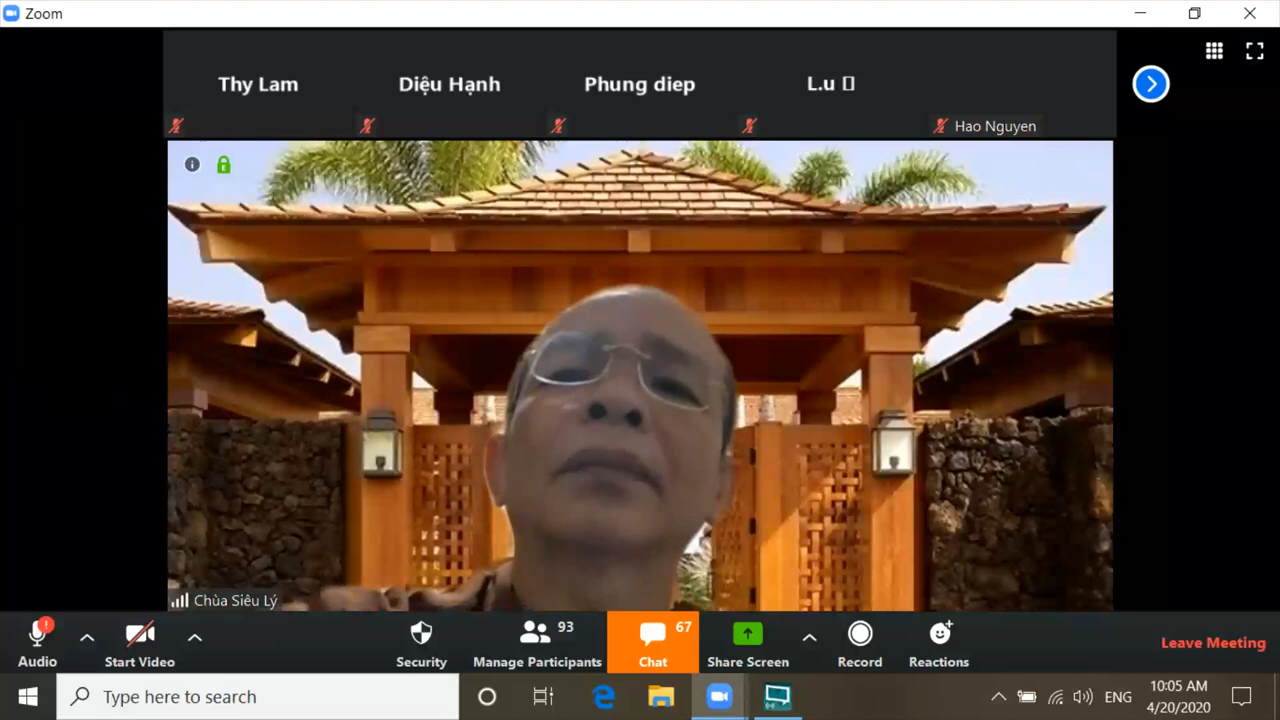 Zoom
Thy Lam
Diệu Hạnh
Phung diep
L.u
Hao Nguyen
Chùa Siêu Lý
93
67
Audio
Start Video
Security
Manage Participants
Chat
Share Screen
Record
Reactions
Leave Meeting
Type here to search
ENG
10:05 AM
4/20/2020